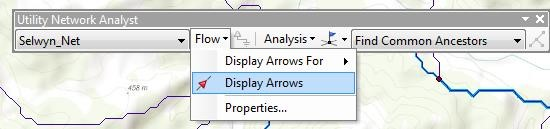 Utility Network Analyst
Selwyn_Net Flow Analysis Find Common Ancestors
Display Arrows For
Display Arrows
Properties...
458 m